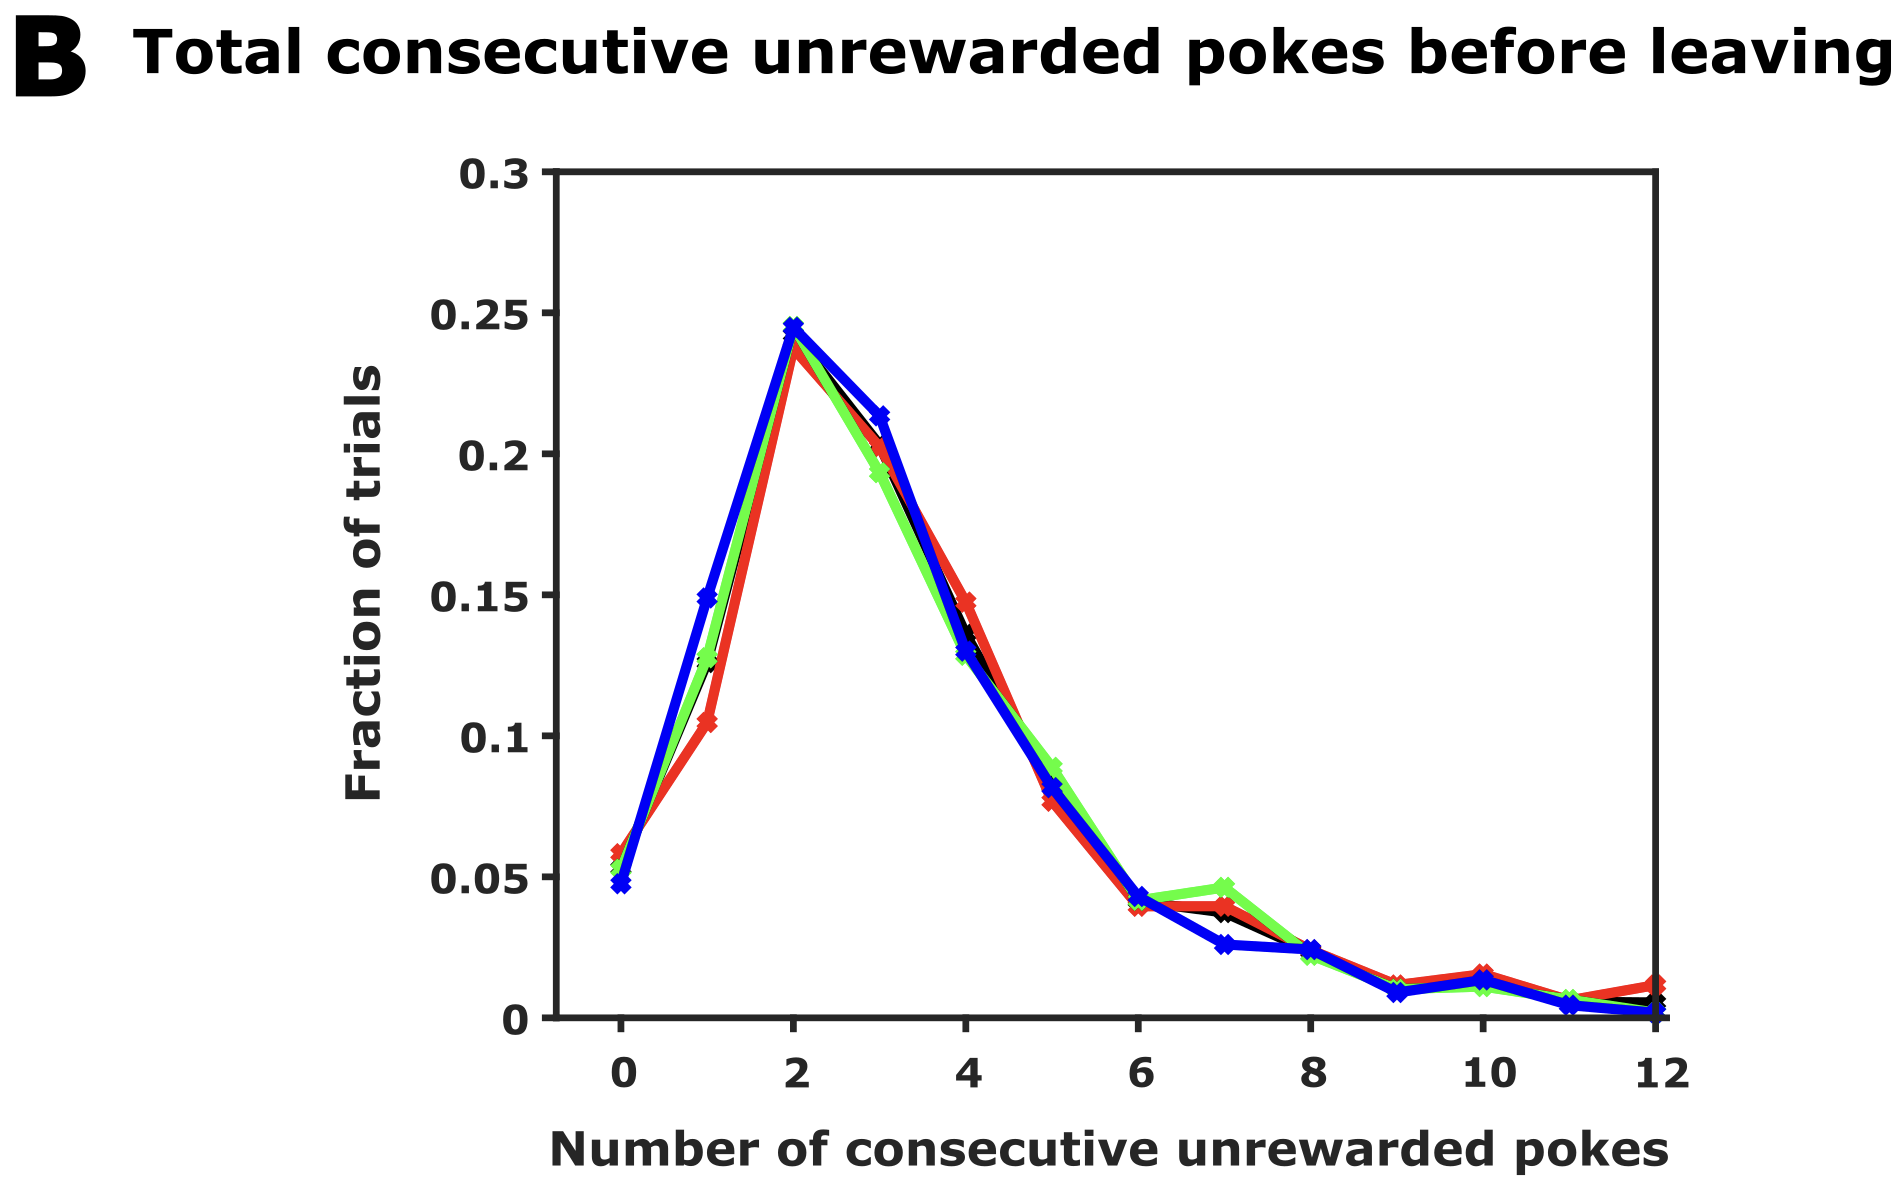 B Total consecutive unrewarded pokes before leaving
0.3
0.25
0.2
0.15
0.1
0.05
0
Fraction of trials
0 2 4 6 8 10 12
Number of consecutive unrewarded pokes